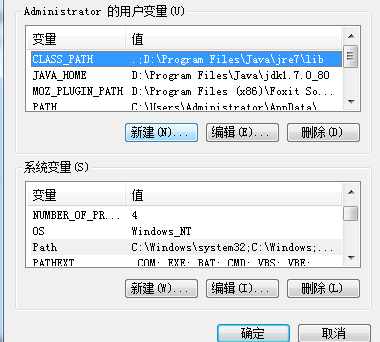 Administrator 的用户变量(U)
变量 值
CLASS_PATH .;D:\Program Files\Java\jre7\lib
JAVA_HOME D:\Program Files\Java\jdk1.7.0_80
MOZ_PLUGIN_PATH D:\Program Files (x86)\Foxit So...
PATH C:\Users\Administrator\AppData\
新建(N)... 编辑(E)... 删除(D)
系统变量(S)
变量 值
NUMBER_OF_PR... 4
OS Windows_NT
Path C:\Windows\system32;C:\Windows;...
PATHEXT .COM;.EXE;.BAT;.CMD;.VBS;.VBE;
新建(W)... 编辑(I)... 删除(L)
确定 取消